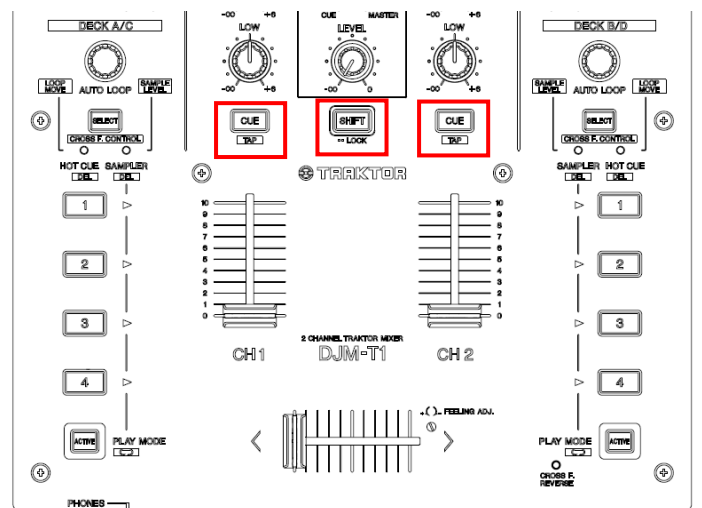 -∞ +6 CUE MASTER -∞ +6
DECK A/C LOW LEVEL LOW DECK B/D
LOOP MOVE AUTO LOOP SAMPLE LEVEL
-∞ +6 -∞ 0 -∞ +6
SAMPLE LEVEL AUTO LOOP LOOP MOVE
SELECT CUE SHIFT CUE SELECT
CROSS F. CONTROL TAP LOCK TAP CROSS F. CONTROL
HOT CUE SAMPLER SAMPLER HOT CUE
DEL DEL DEL DEL
TRAKTOR
1 1
2 2
3 3
4 4
10 10
9 9
8 8
7 7
6 6
5 5
4 4
3 3
2 2
1 1
0 0
2 CHANNEL TRAKTOR MIXER
CH 1 DJM-T1 CH 2
ACTIVE PLAY MODE
( ) FEELING ADJ.
PLAY MODE ACTIVE
CROSS F.
REVERSE
PHONES